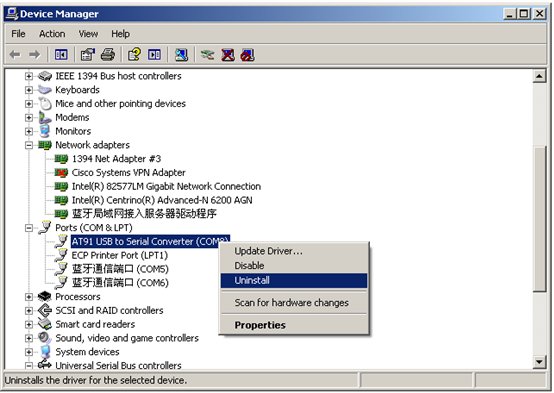 Device Manager
File Action View Help
IEEE 1394 Bus host controllers
Keyboards
Mice and other pointing devices
Modems
Monitors
Network adapters
1394 Net Adapter #3
Cisco Systems VPN Adapter
Intel(R) 82577LM Gigabit Network Connection
Intel(R) Centrino(R) Advanced-N 6200 AGN
蓝牙局域网接入服务器驱动程序
Ports (COM & LPT)
AT91 USB to Serial Converter
ECP Printer Port (LPT1)
蓝牙通信端口 (COM5)
蓝牙通信端口 (COM6)
Processors
SCSI and RAID controllers
Smart card readers
Sound, video and game controllers
System devices
Universal Serial Bus controllers
Update Driver...
Disable
Uninstall
Scan for hardware changes
Properties
Uninstalls the driver for the selected device.